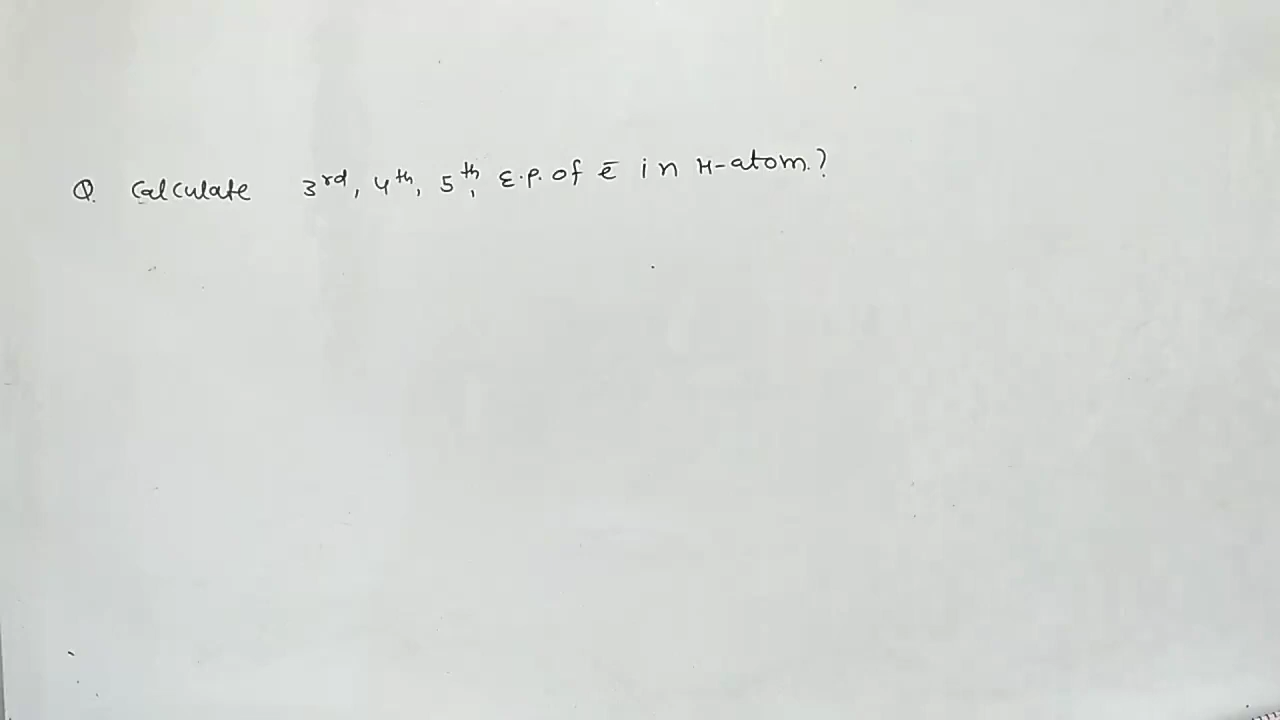 Q. Calculate 3rd, 4th, 5th, E.P. of ē in H-atom.?